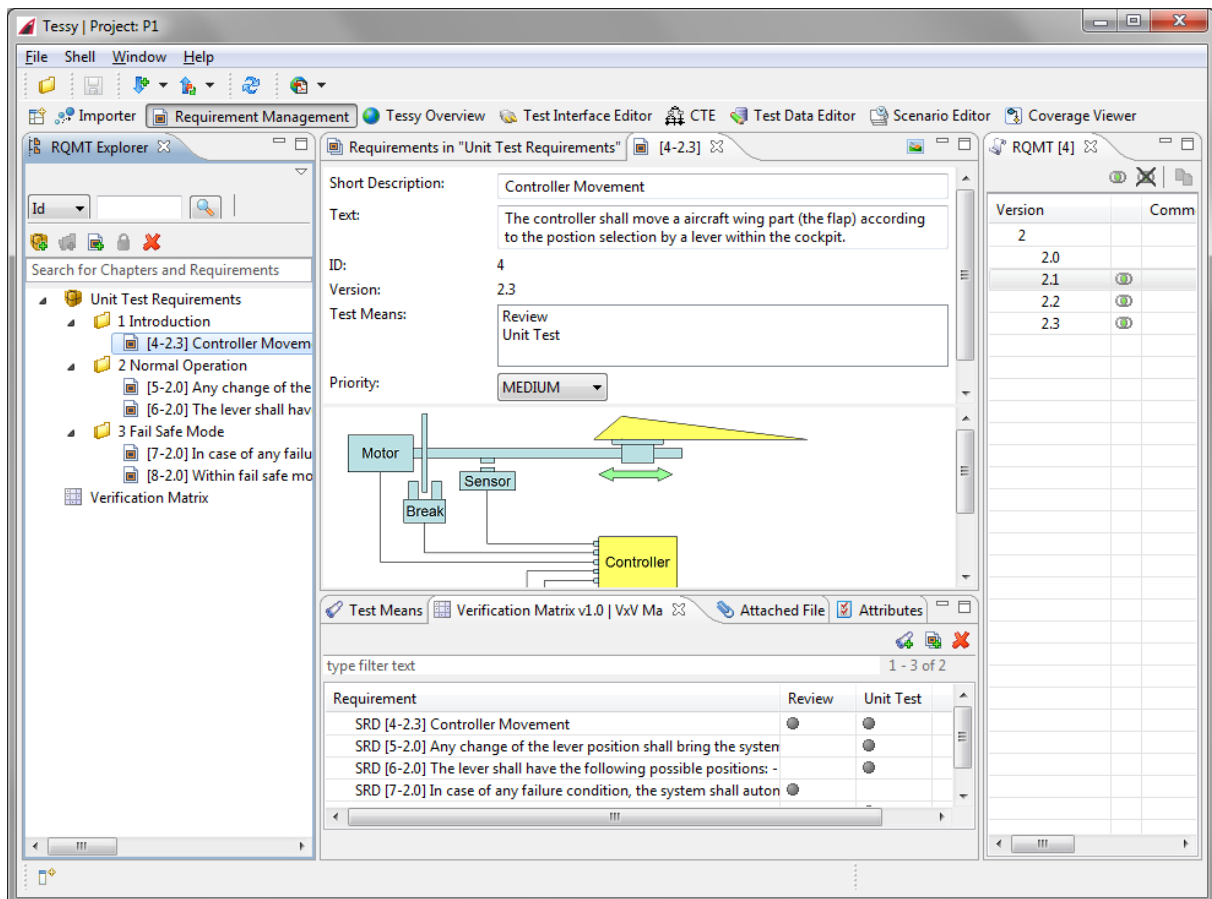 Tessy | Project: P1
File Shell Window Help
Importer Requirement Management Tessy Overview Test Interface Editor CTE Test Data Editor Scenario Editor Coverage Viewer
RQMT Explorer
Id
Search for Chapters and Requirements
Unit Test Requirements
1 Introduction
[4-2.3] Controller Movem
2 Normal Operation
[5-2.0] Any change of the
[6-2.0] The lever shall hav
3 Fail Safe Mode
[7-2.0] In case of any failu
[8-2.0] Within fail safe mo
Verification Matrix
Requirements in "Unit Test Requirements" [4-2.3]
Short Description: Controller Movement
Text: The controller shall move a aircraft wing part (the flap) according
to the postion selection by a lever within the cockpit.
ID: 4
Version: 2.3
Test Means: Review
Unit Test
Priority: MEDIUM
Motor
Sensor
Break
Controller
Test Means Verification Matrix v1.0 | VxV Ma Attached File Attributes
type filter text 1 - 3 of 2
Requirement Review Unit Test
SRD [4-2.3] Controller Movement
SRD [5-2.0] Any change of the lever position shall bring the system
SRD [6-2.0] The lever shall have the following possible positions: -
SRD [7-2.0] In case of any failure condition, the system shall auton
RQMT [4]
Version Comm
2
2.0
2.1
2.2
2.3